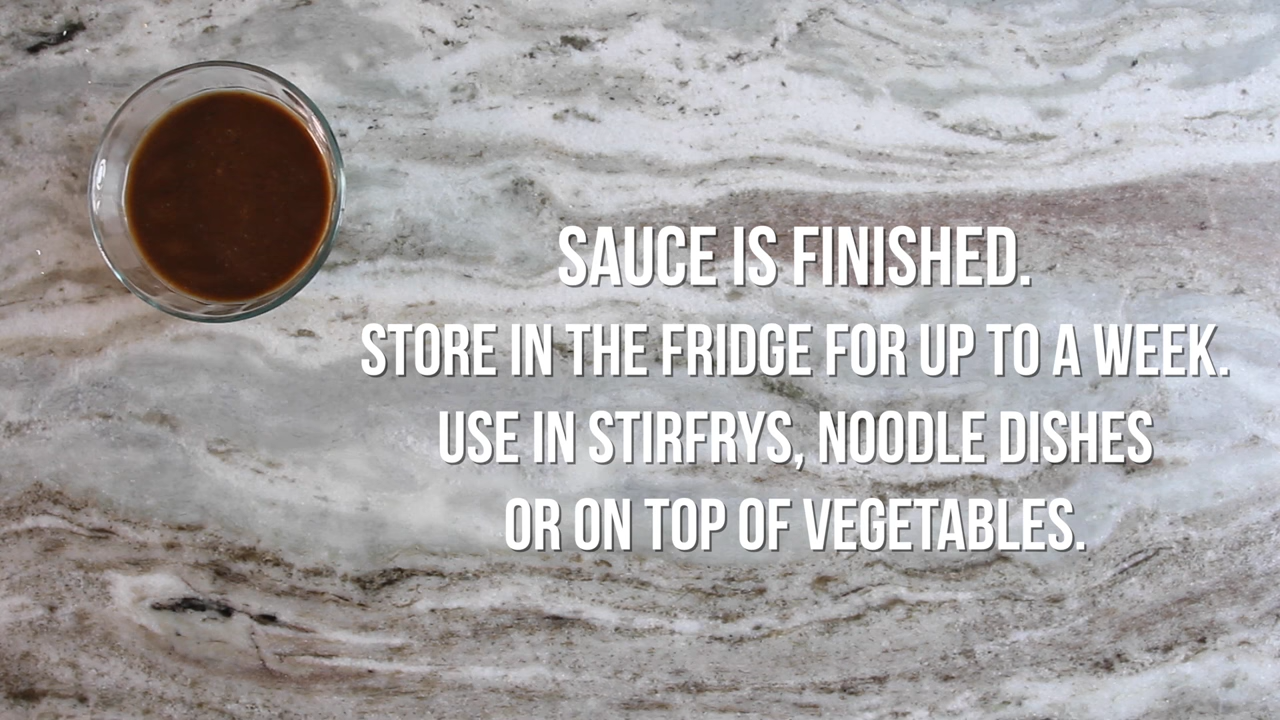 SAUCE IS FINISHED.
STORE IN THE FRIDGE FOR UP TO A WEEK.
USE IN STIRFRYS, NOODLE DISHES
OR ON TOP OF VEGETABLES.